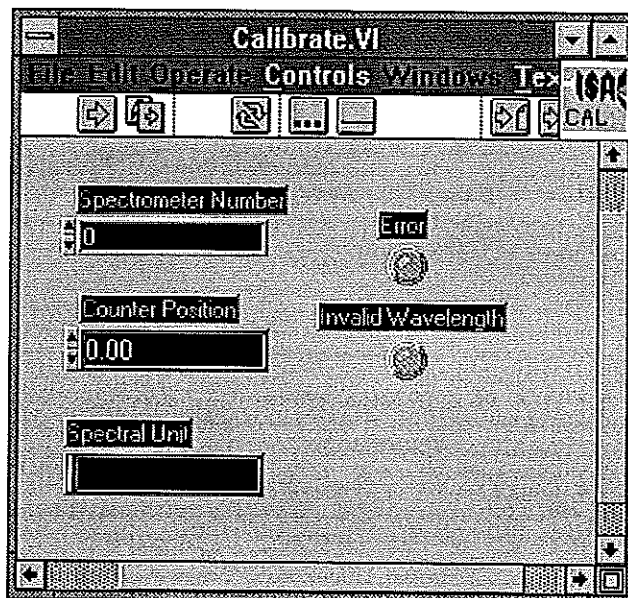 Calibrate.VI
File Edit Operate Controls Windows Tex
CAL
Spectrometer Number
0
Error
Counter Position
0.00
Invalid Wavelength
Spectral Unit